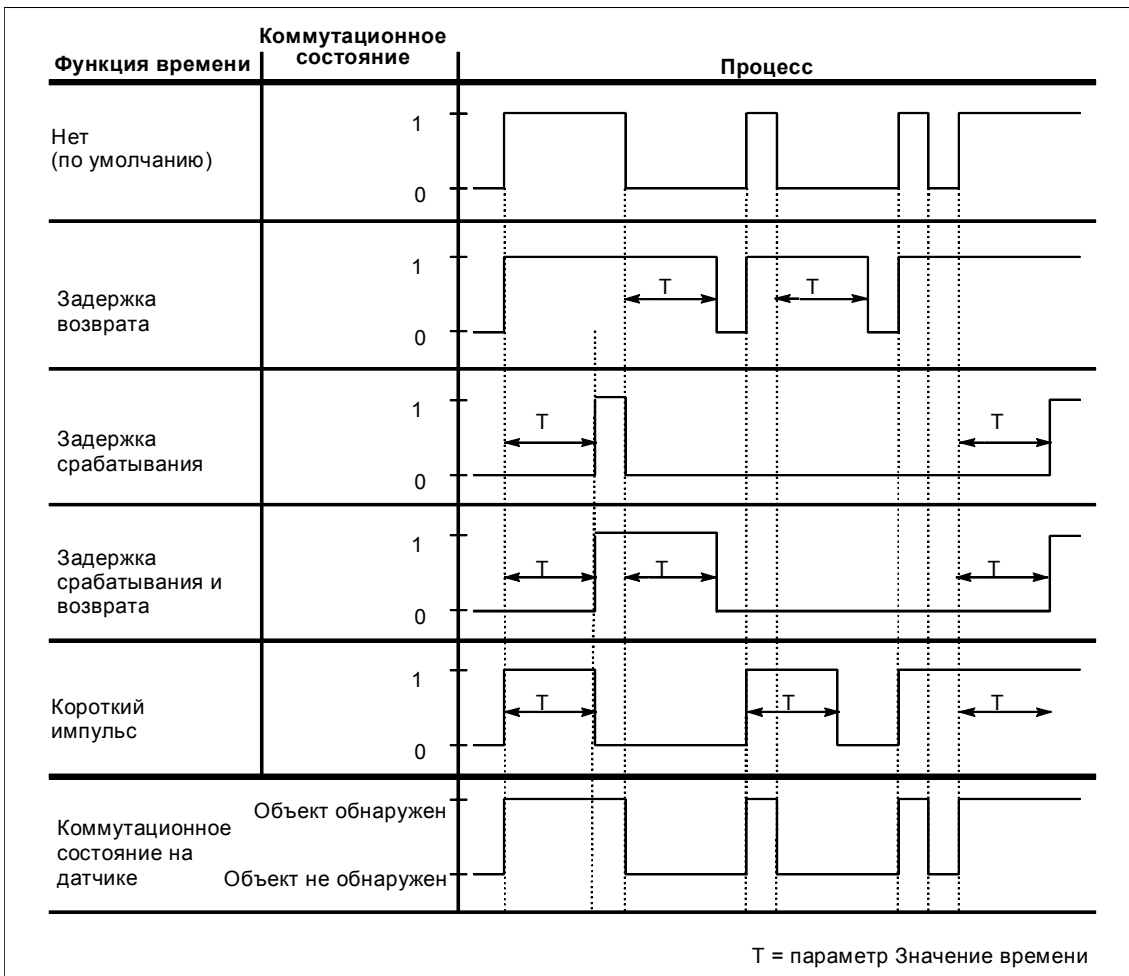 Функция времени
Коммутационное
состояние
Процесс
Нет
(по умолчанию)
1
0
Задержка
возврата
1
0
T
T
Задержка
срабатывания
1
0
T
T
Задержка
срабатывания и
возврата
1
0
T
T
T
Короткий
импульс
1
0
T
T
T
Коммутационное
состояние на
датчике
Объект обнаружен
Объект не обнаружен
T = параметр Значение времени